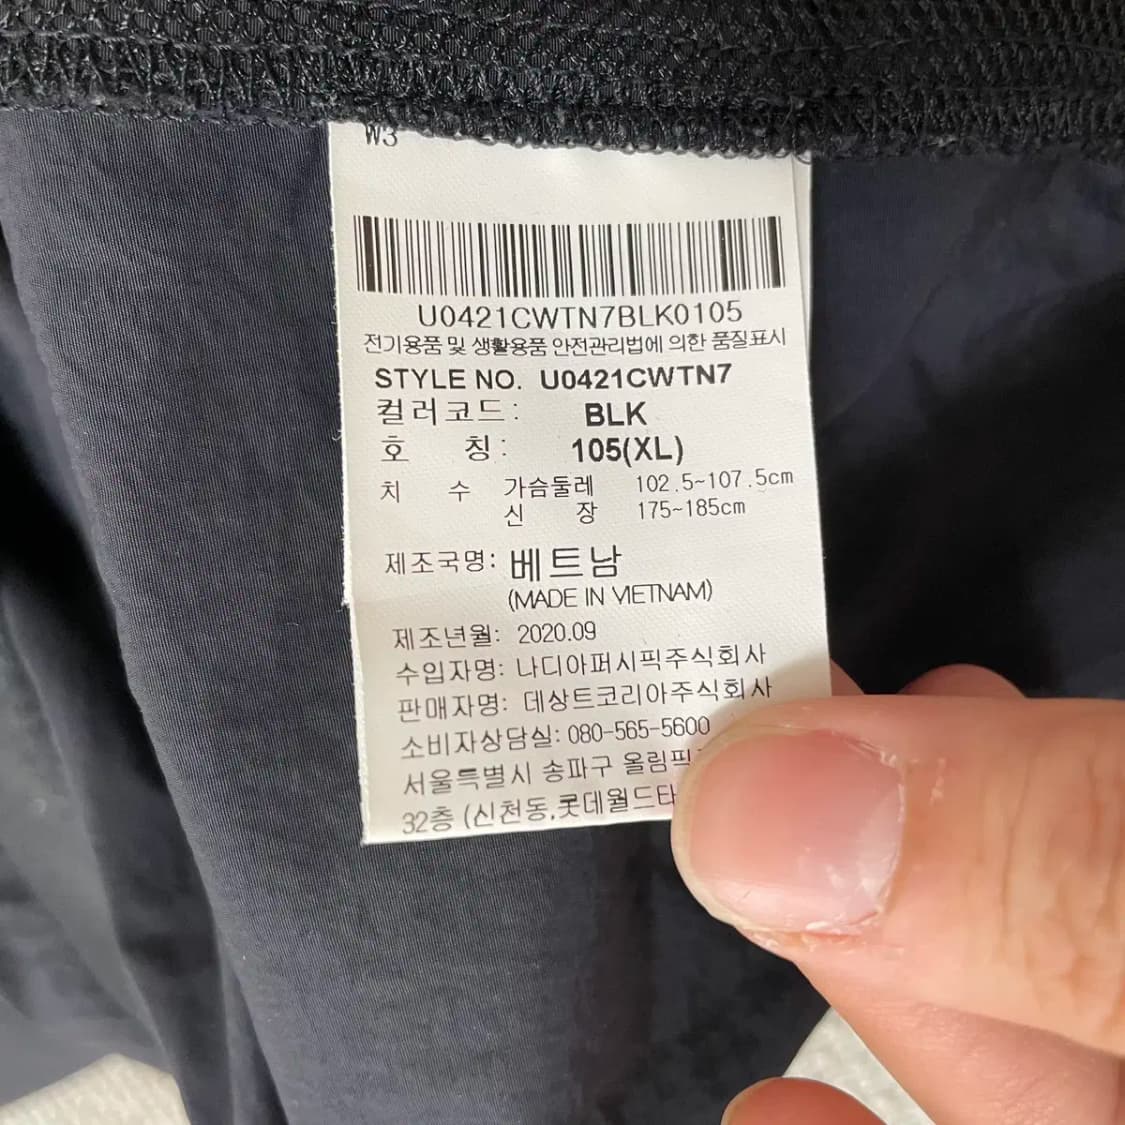 W3
U0421CWTN7BLK0105
전기용품 및 생활용품 안전관리법에 의한 품질표시
STYLE NO. U0421CWTN7
컬러코드: BLK
호 칭: 105(XL)
치 수 가슴둘레 102.5~107.5cm
신 장 175~185cm
제조국명: 베트남
(MADE IN VIETNAM)
제조년월: 2020.09
수입자명: 나디아퍼시픽주식회사
판매자명: 데상트코리아주식회사
소비자상담실: 080-565-5600
서울특별시 송파구 올림픽
32층 (신천동,롯데월드타